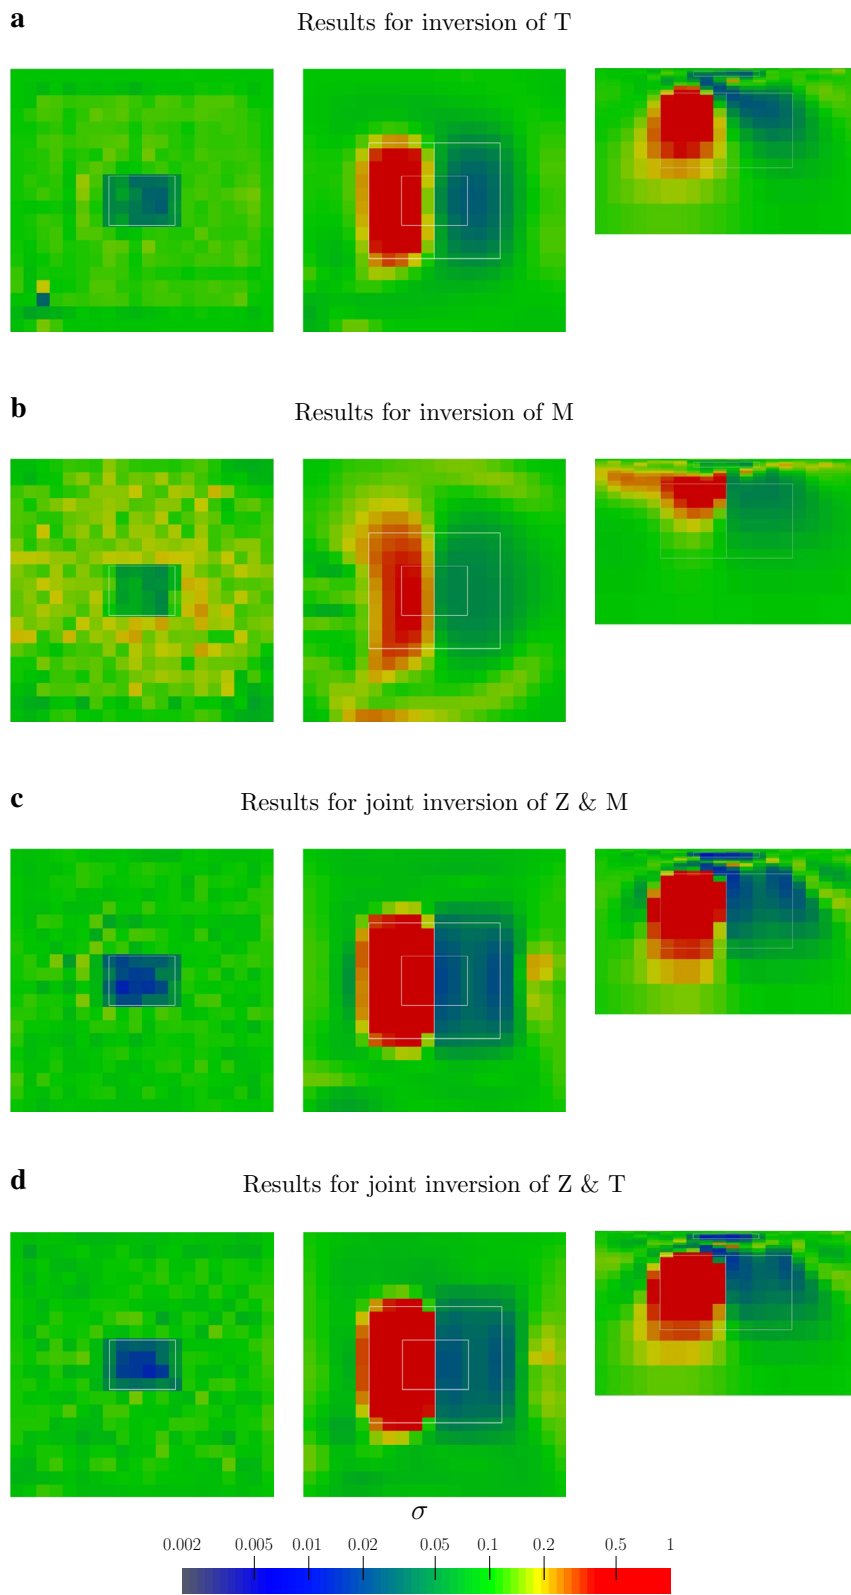 a
Results for inversion of T
b
Results for inversion of M
c
Results for joint inversion of Z & M
d
Results for joint inversion of Z & T
σ
0.002 0.005 0.01 0.02 0.05 0.1 0.2 0.5 1